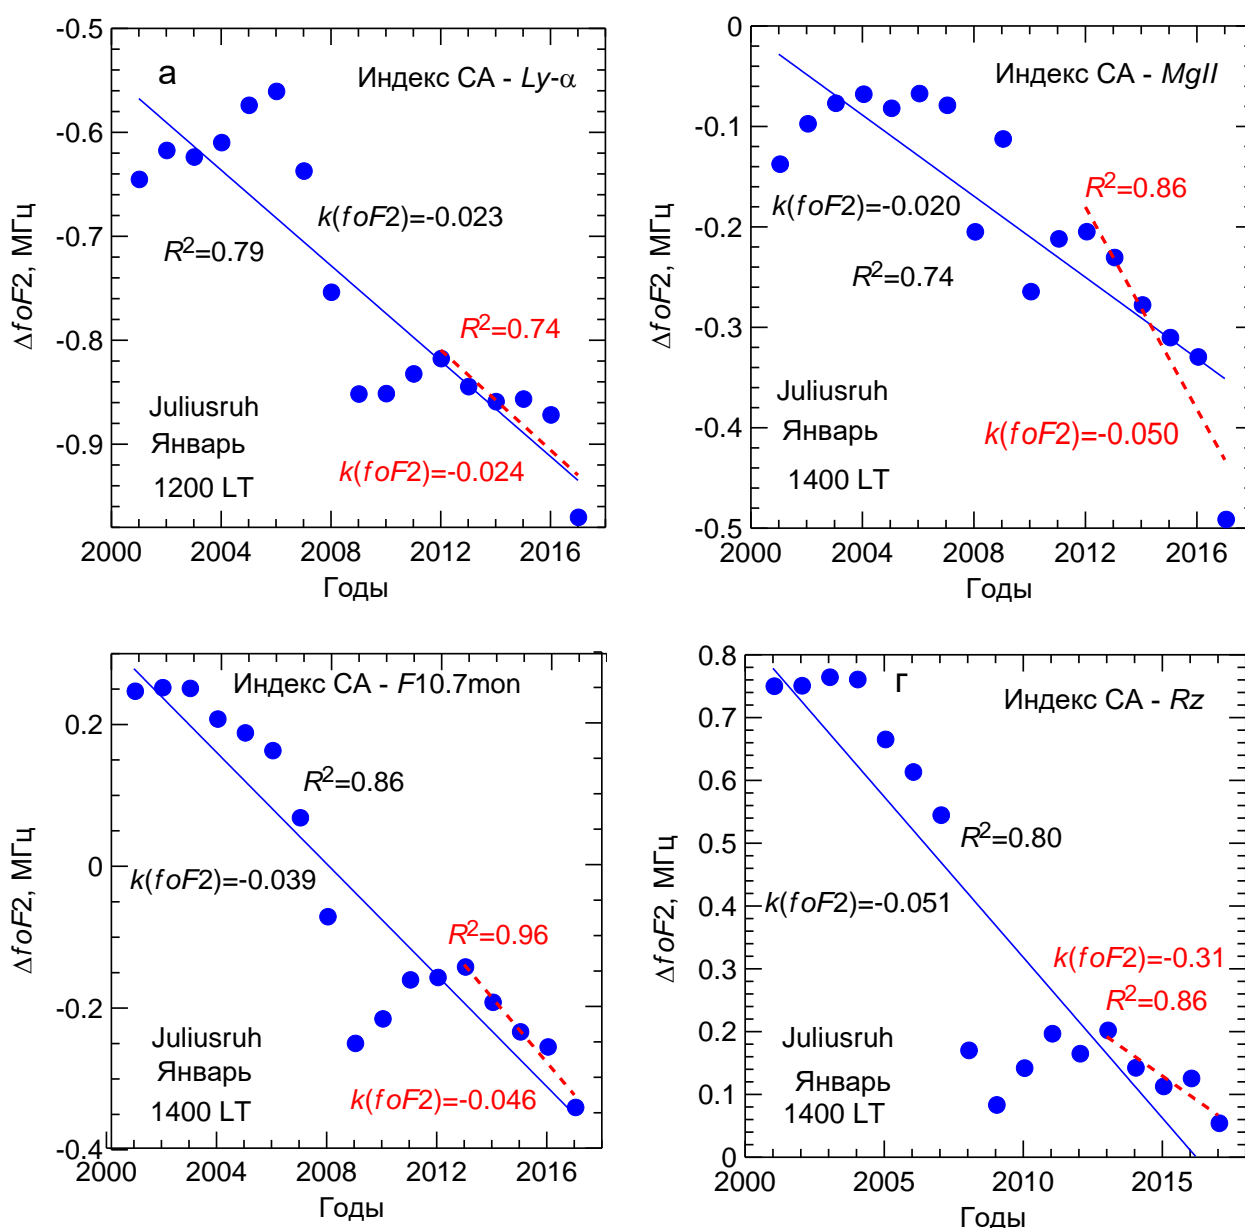 а
Индекс СА - Ly-α
-0.5
-0.6
-0.7
-0.8
-0.9
ΔfoF2, МГц
k(foF2)=-0.023
R²=0.79
R²=0.74
k(foF2)=-0.024
Juliusruh
Январь
1200 LT
2000
2004
2008
2012
2016
Годы
Индекс СА - MgII
0
-0.1
-0.2
-0.3
-0.4
-0.5
ΔfoF2, МГц
R²=0.86
k(foF2)=-0.020
R²=0.74
k(foF2)=-0.050
Juliusruh
Январь
1400 LT
2000
2004
2008
2012
2016
Годы
Индекс СА - F10.7mon
0.2
0
-0.2
-0.4
ΔfoF2, МГц
R²=0.86
k(foF2)=-0.039
R²=0.96
k(foF2)=-0.046
Juliusruh
Январь
1400 LT
2000
2004
2008
2012
2016
Годы
г
Индекс СА - Rz
0.8
0.7
0.6
0.5
0.4
0.3
0.2
0.1
0
ΔfoF2, МГц
R²=0.80
k(foF2)=-0.051
k(foF2)=-0.31
R²=0.86
Juliusruh
Январь
1400 LT
2000
2005
2010
2015
Годы